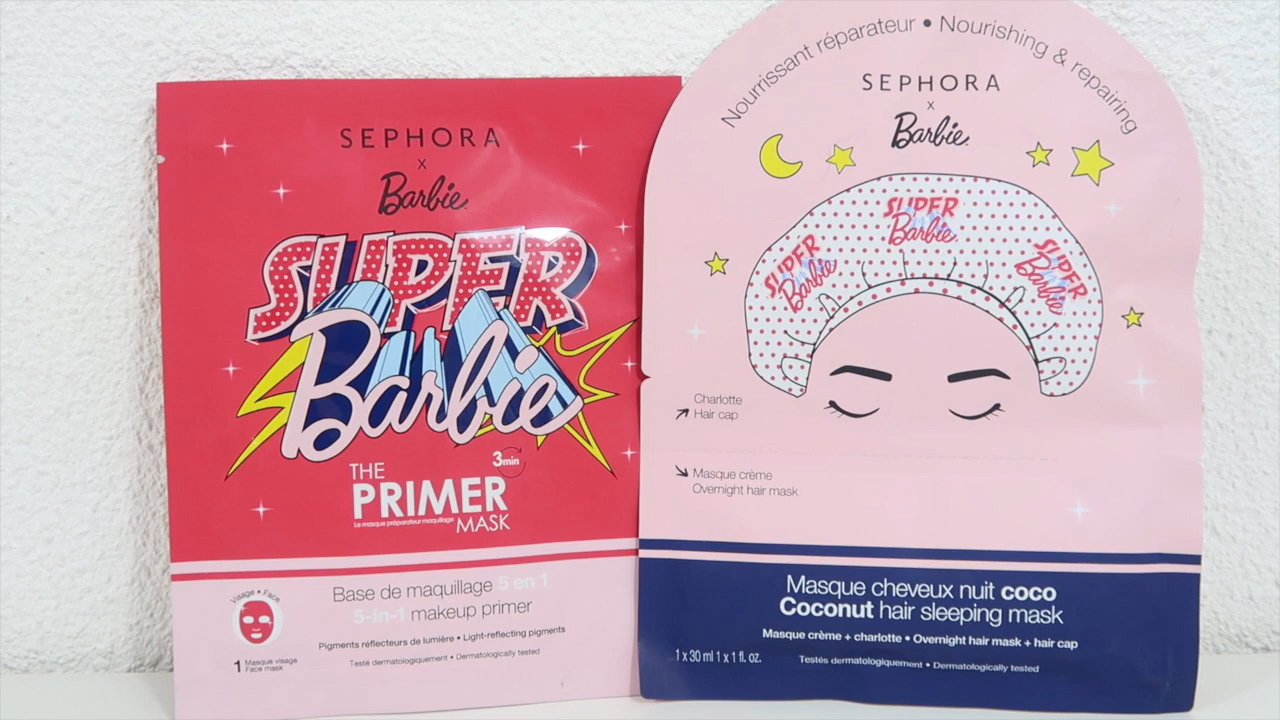 SEPHORA
x
Barbie
SUPER
Barbie
3min
THE
PRIMER
Le masque préparateur maquillage
MASK
Base de maquillage 5 en 1
5-in-1 makeup primer
Visage • Face
Pigments réflecteurs de lumière • Light-reflecting pigments
1 Masque visage
Face mask
Testé dermatologiquement • Dermatologically tested
Nourrissant réparateur • Nourishing & repairing
SEPHORA
x
Barbie
SUPER
Barbie
SUPER
Barbie
SUPER
Barbie
Charlotte
Hair cap
Masque crème
Overnight hair mask
Masque cheveux nuit coco
Coconut hair sleeping mask
Masque crème + charlotte • Overnight hair mask + hair cap
1 x 30 ml 1 x 1 fl. oz.
Testés dermatologiquement • Dermatologically tested